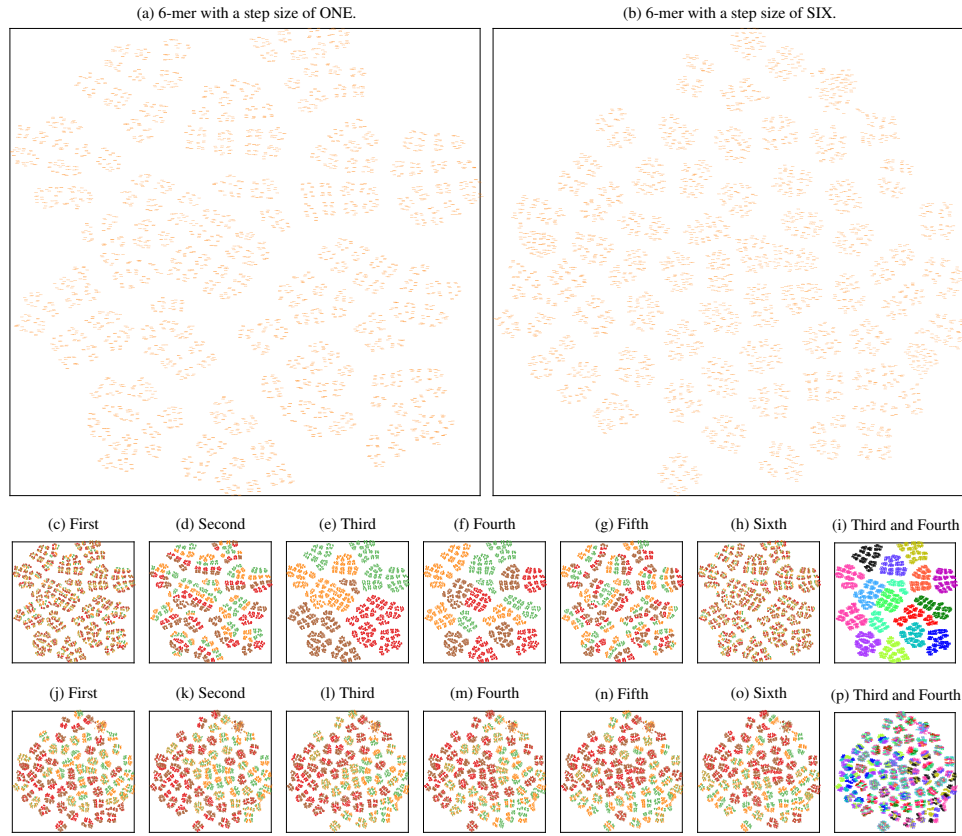 (a) 6-mer with a step size of ONE.
(b) 6-mer with a step size of SIX.
(c) First
(d) Second
(e) Third
(f) Fourth
(g) Fifth
(h) Sixth
(i) Third and Fourth
(j) First
(k) Second
(l) Third
(m) Fourth
(n) Fifth
(o) Sixth
(p) Third and Fourth